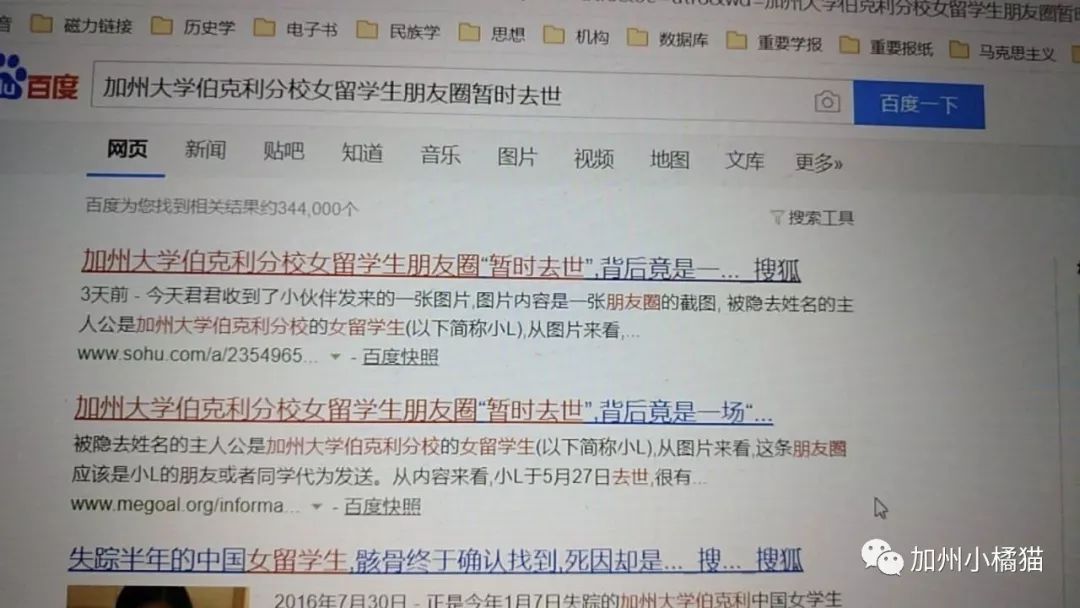 加州大学伯克利分校女留学生朋友圈暂时
音 磁力链接 历史学 电子书 民族学 思想 机构 数据库 重要学报 重要报纸 马克思主义
百度 加州大学伯克利分校女留学生朋友圈暂时去世 百度一下
网页 新闻 贴吧 知道 音乐 图片 视频 地图 文库 更多»
百度为您找到相关结果约344,000个 搜索工具
加州大学伯克利分校女留学生朋友圈“暂时去世”,背后竟是一..._搜狐
3天前 - 今天君君收到了小伙伴发来的一张图片,图片内容是一张朋友圈的截图, 被隐去姓名的主
人公是加州大学伯克利分校的女留学生(以下简称小L),从图片来看,...
www.sohu.com/a/2354965... - 百度快照
加州大学伯克利分校女留学生朋友圈“暂时去世”,背后竟是一场“...
被隐去姓名的主人公是加州大学伯克利分校的女留学生(以下简称小L),从图片来看,这条朋友圈
应该是小L的朋友或者同学代为发送。从内容来看,小L于5月27日去世,很有...
www.megoal.org/informa... - 百度快照
失踪半年的中国女留学生,骸骨终于确认找到,死因却是..._搜..._搜狐
2016年7月30日 - 正是今年1月7日失踪的加州大学伯克利中国女学生
加州小橘猫